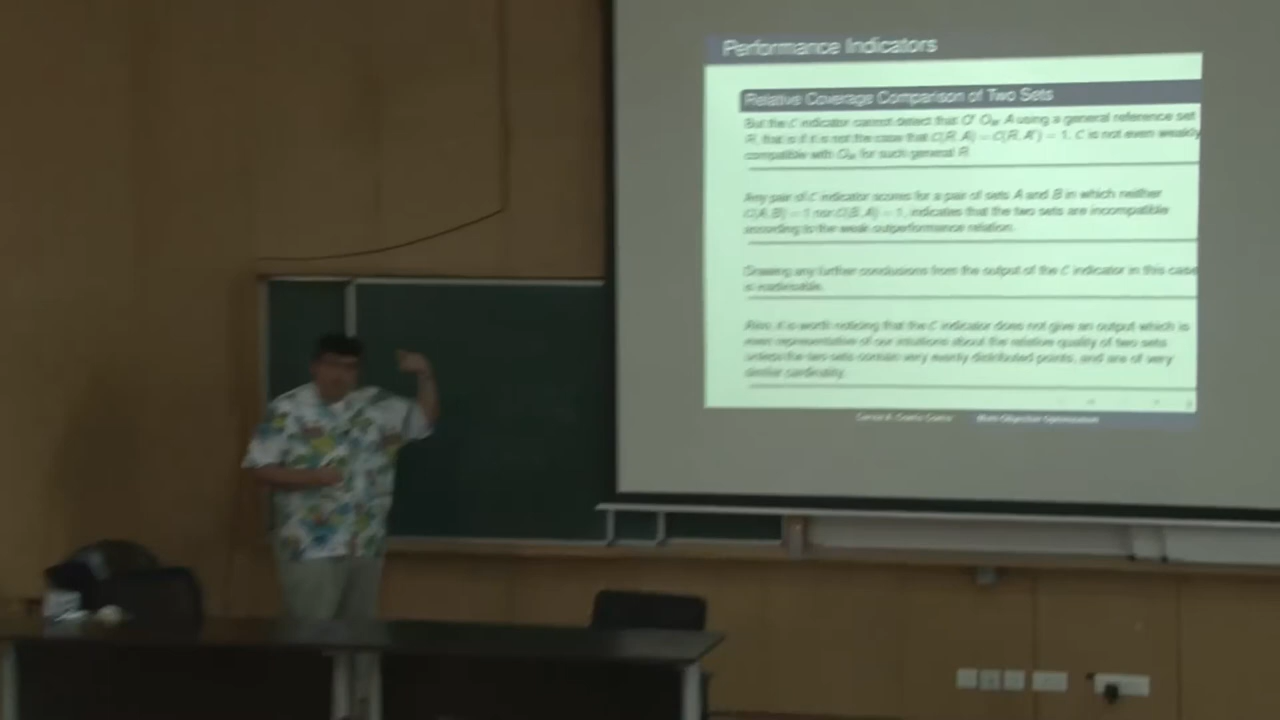 Performance Indicators
Relative Coverage Comparison of Two Sets
But the C indicator cannot detect that A using a general reference set
R, that is if it is not the case that C(R, A) = C(R, A') = 1. C is not even weakly
compatible with for such general R.
Any pair of C indicator scores for a pair of sets A and B in which neither
C(A, B) = 1 nor C(B, A) = 1, indicates that the two sets are incompatible
according to the weak outperformance relation.
Drawing any further conclusions from the output of the C indicator in this case
is
Also, it is worth noticing that the C indicator does not give an output which is
even representative of our intuitions about the relative quality of two sets
unless the two sets contain very evenly distributed points, and are of very
similar cardinality.